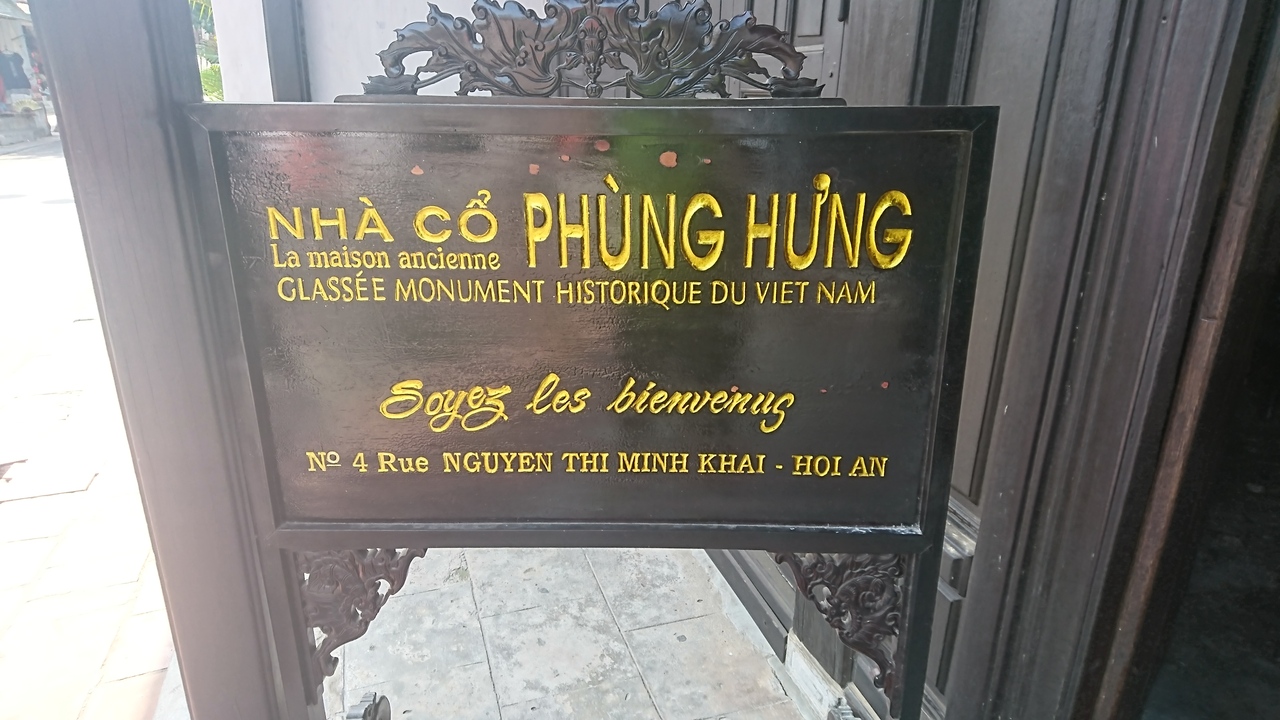 NHÀ CỔ PHÙNG HƯNG
La maison ancienne
GLASSÉE MONUMENT HISTORIQUE DU VIET NAM
Soyez les bienvenus
Nº 4 Rue NGUYEN THI MINH KHAI - HOI AN